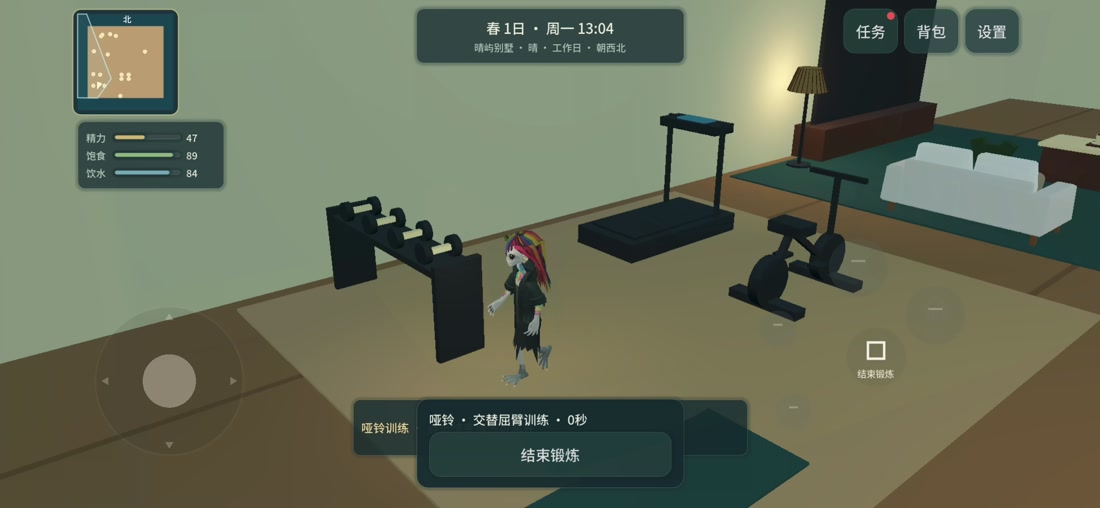 北
春 1日 · 周一 13:04
晴屿别墅 · 晴 · 工作日 · 朝西北
任务
背包
设置
精力 47
饱食 89
饮水 84
结束锻炼
哑铃训练
哑铃 · 交替屈臂训练 · 0秒
结束锻炼